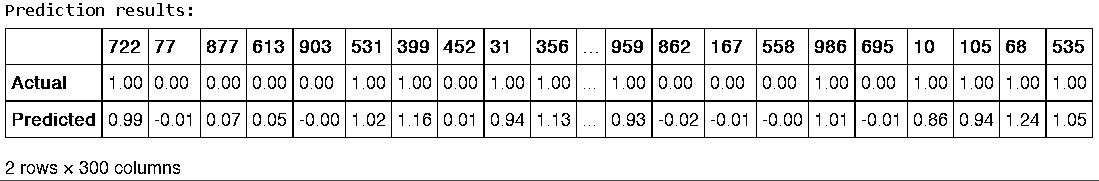 Prediction results:
722 77 877 613 903 531 399 452 31 356 ... 959 862 167 558 986 695 10 105 68 535
Actual 1.00 0.00 0.00 0.00 0.00 1.00 1.00 0.00 1.00 1.00 ... 1.00 0.00 0.00 0.00 1.00 0.00 1.00 1.00 1.00 1.00
Predicted 0.99 -0.01 0.07 0.05 -0.00 1.02 1.16 0.01 0.94 1.13 ... 0.93 -0.02 -0.01 -0.00 1.01 -0.01 0.86 0.94 1.24 1.05
2 rows × 300 columns